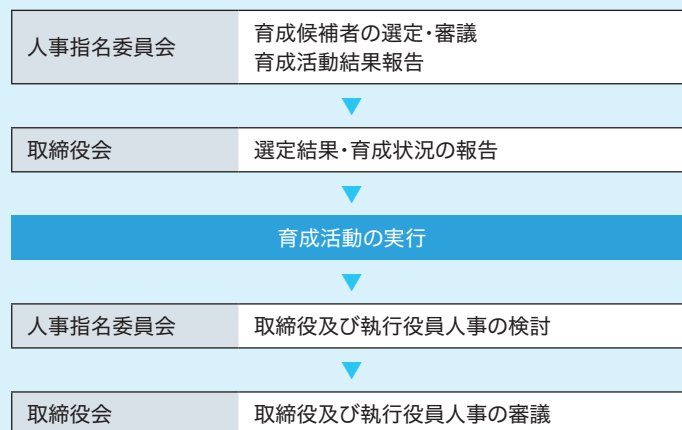 人事指名委員会
育成候補者の選定・審議
育成活動結果報告
取締役会
選定結果・育成状況の報告
育成活動の実行
人事指名委員会
取締役及び執行役員人事の検討
取締役会
取締役及び執行役員人事の審議